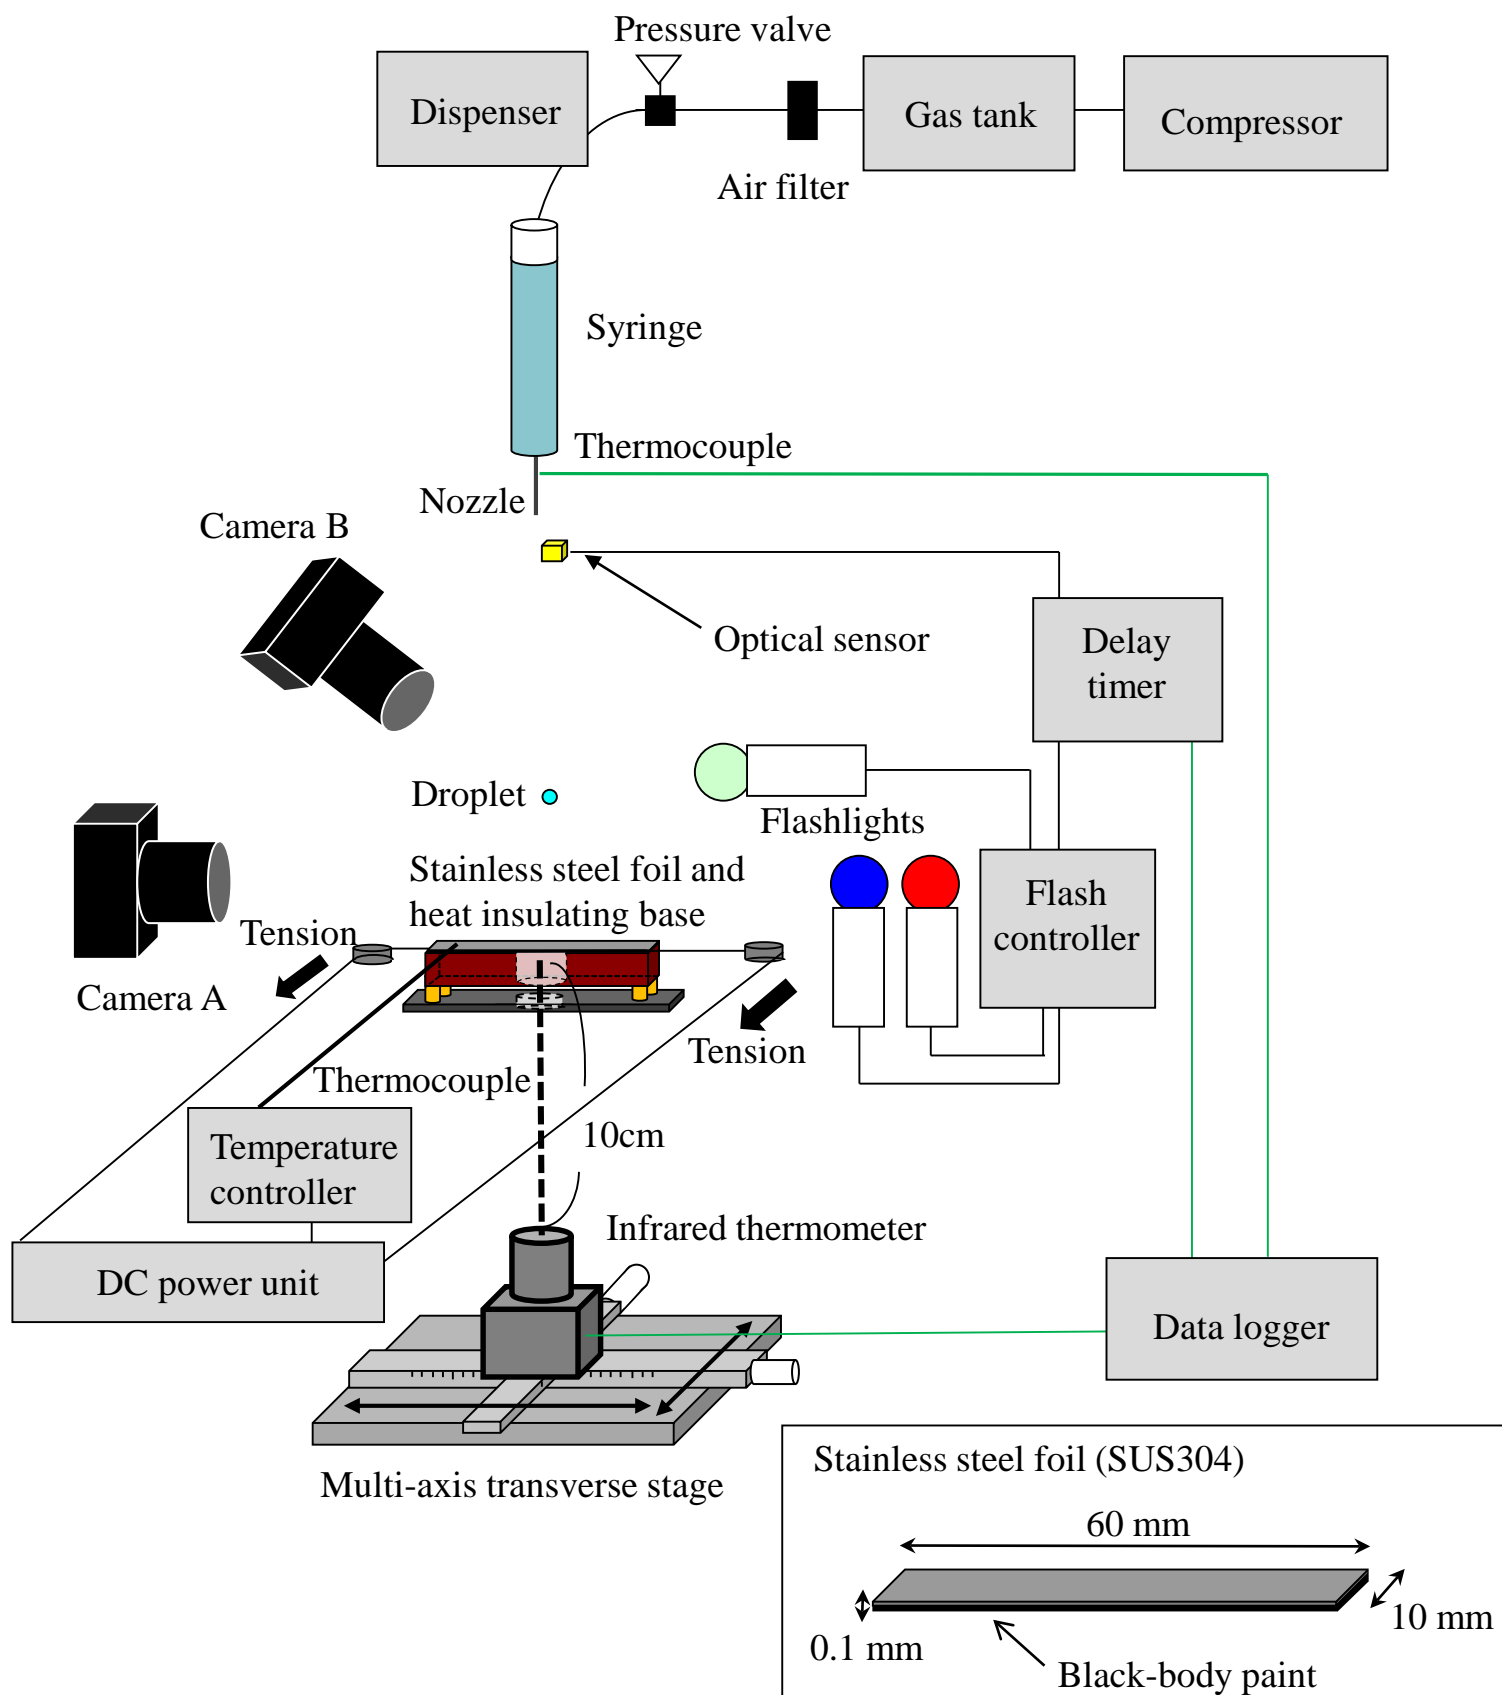 Pressure valve
Dispenser
Gas tank
Compressor
Air filter
Syringe
Thermocouple
Nozzle
Camera B
Optical sensor
Delay
timer
Droplet
Flashlights
Stainless steel foil and
heat insulating base
Flash
controller
Tension
Camera A
Tension
Thermocouple
10cm
Temperature
controller
Infrared thermometer
DC power unit
Data logger
Multi-axis transverse stage
Stainless steel foil (SUS304)
60 mm
10 mm
0.1 mm
Black-body paint